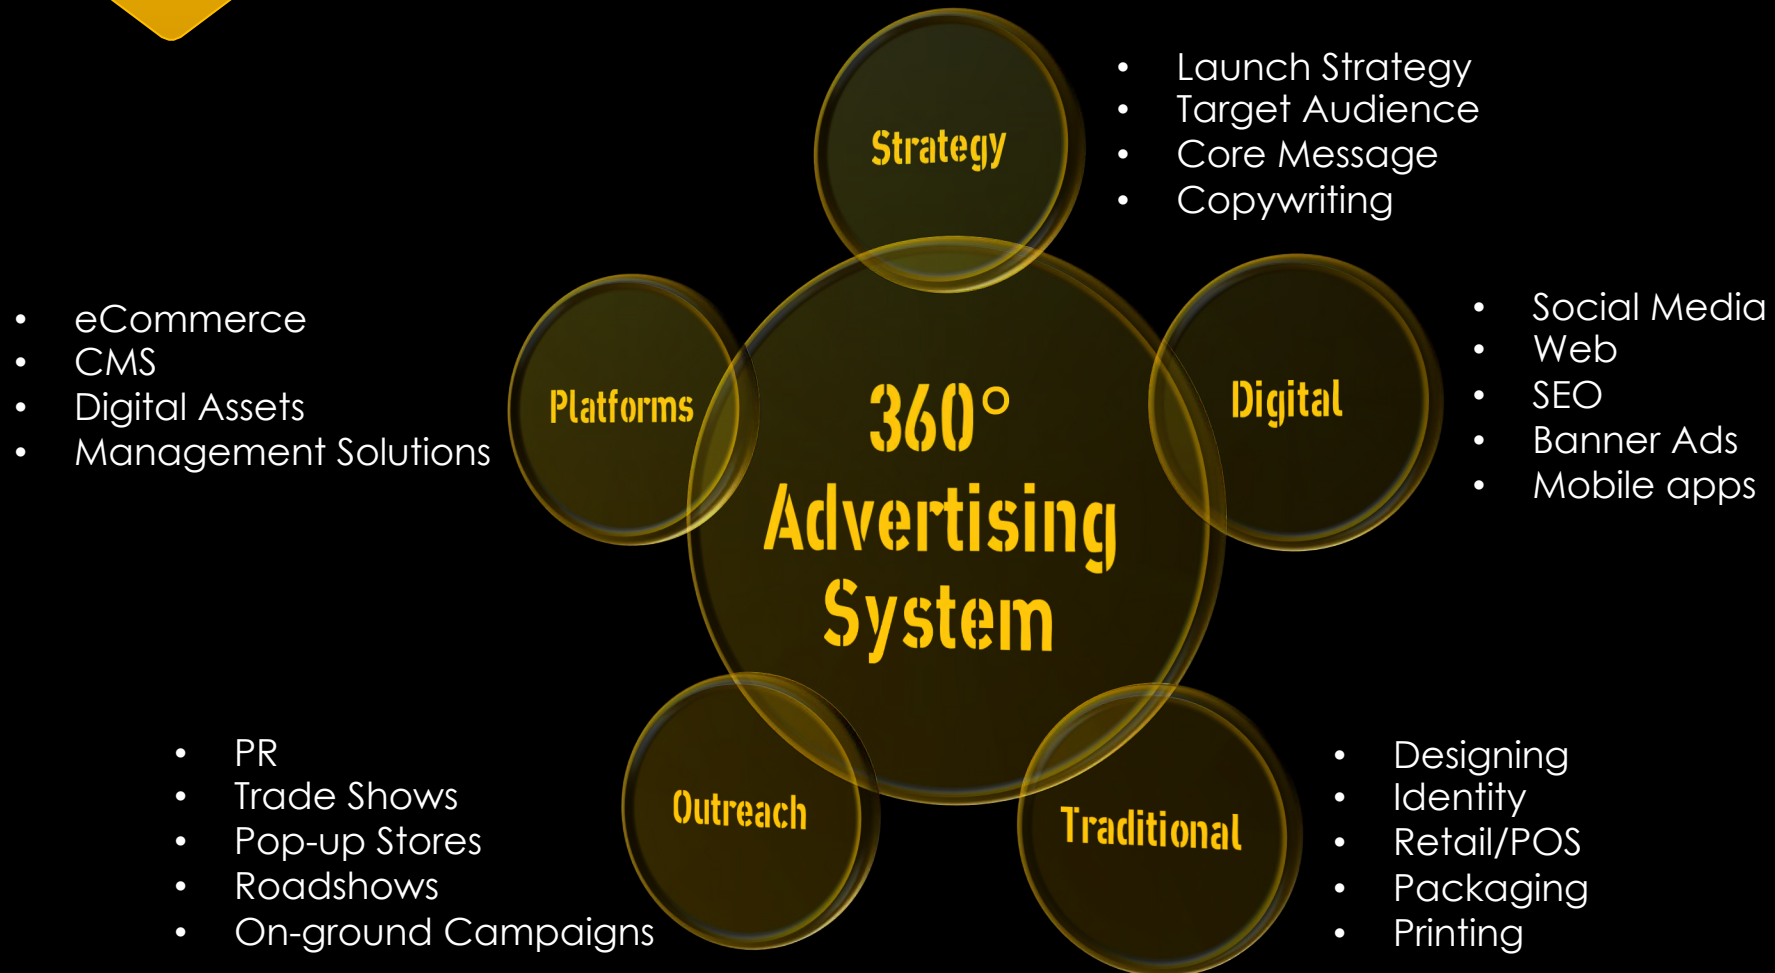 Strategy
• Launch Strategy
• Target Audience
• Core Message
• Copywriting
Platforms
• eCommerce
• CMS
• Digital Assets
• Management Solutions
360°
Advertising
System
Digital
• Social Media
• Web
• SEO
• Banner Ads
• Mobile apps
Outreach
• PR
• Trade Shows
• Pop-up Stores
• Roadshows
• On-ground Campaigns
Traditional
• Designing
• Identity
• Retail/POS
• Packaging
• Printing